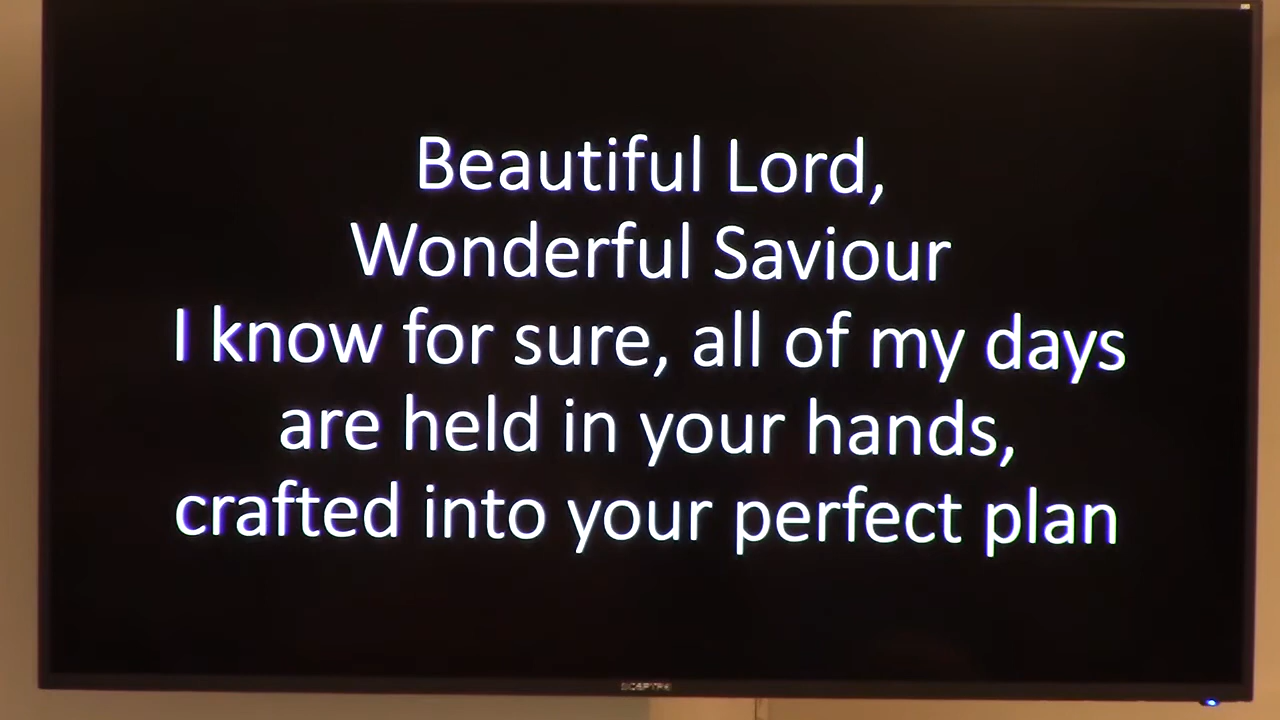 Beautiful Lord,
Wonderful Saviour
I know for sure, all of my days
are held in your hands,
crafted into your perfect plan
SCEPTRE